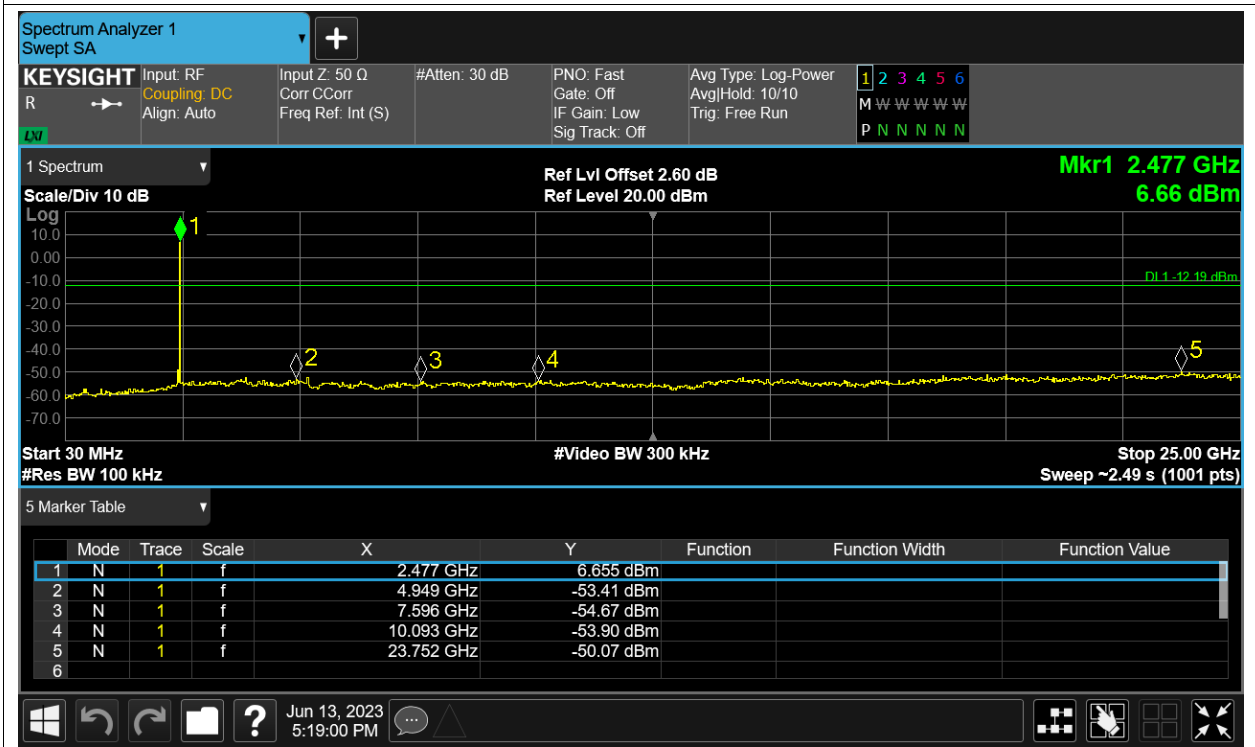 Spectrum Analyzer 1
Swept SA
KEYSIGHT
R
LXI
Input: RF
Coupling: DC
Align: Auto
Input Z: 50 Ω
Corr CCorr
Freq Ref: Int (S)
#Atten: 30 dB
PNO: Fast
Gate: Off
IF Gain: Low
Sig Track: Off
Avg Type: Log-Power
Avg|Hold: 10/10
Trig: Free Run
1 2 3 4 5 6
M W W W W W
P N N N N N
1 Spectrum
Scale/Div 10 dB
Ref Lvl Offset 2.60 dB
Ref Level 20.00 dBm
Mkr1 2.477 GHz
6.66 dBm
Log
10.0
0.00
-10.0
-20.0
-30.0
-40.0
-50.0
-60.0
-70.0
1
2
3
4
5
DL1 -12.19 dBm
Start 30 MHz
#Res BW 100 kHz
#Video BW 300 kHz
Stop 25.00 GHz
Sweep ~2.49 s (1001 pts)
5 Marker Table
Mode Trace Scale X Y Function Function Width Function Value
1 N 1 f 2.477 GHz 6.655 dBm
2 N 1 f 4.949 GHz -53.41 dBm
3 N 1 f 7.596 GHz -54.67 dBm
4 N 1 f 10.093 GHz -53.90 dBm
5 N 1 f 23.752 GHz -50.07 dBm
6
?
Jun 13, 2023
5:19:00 PM